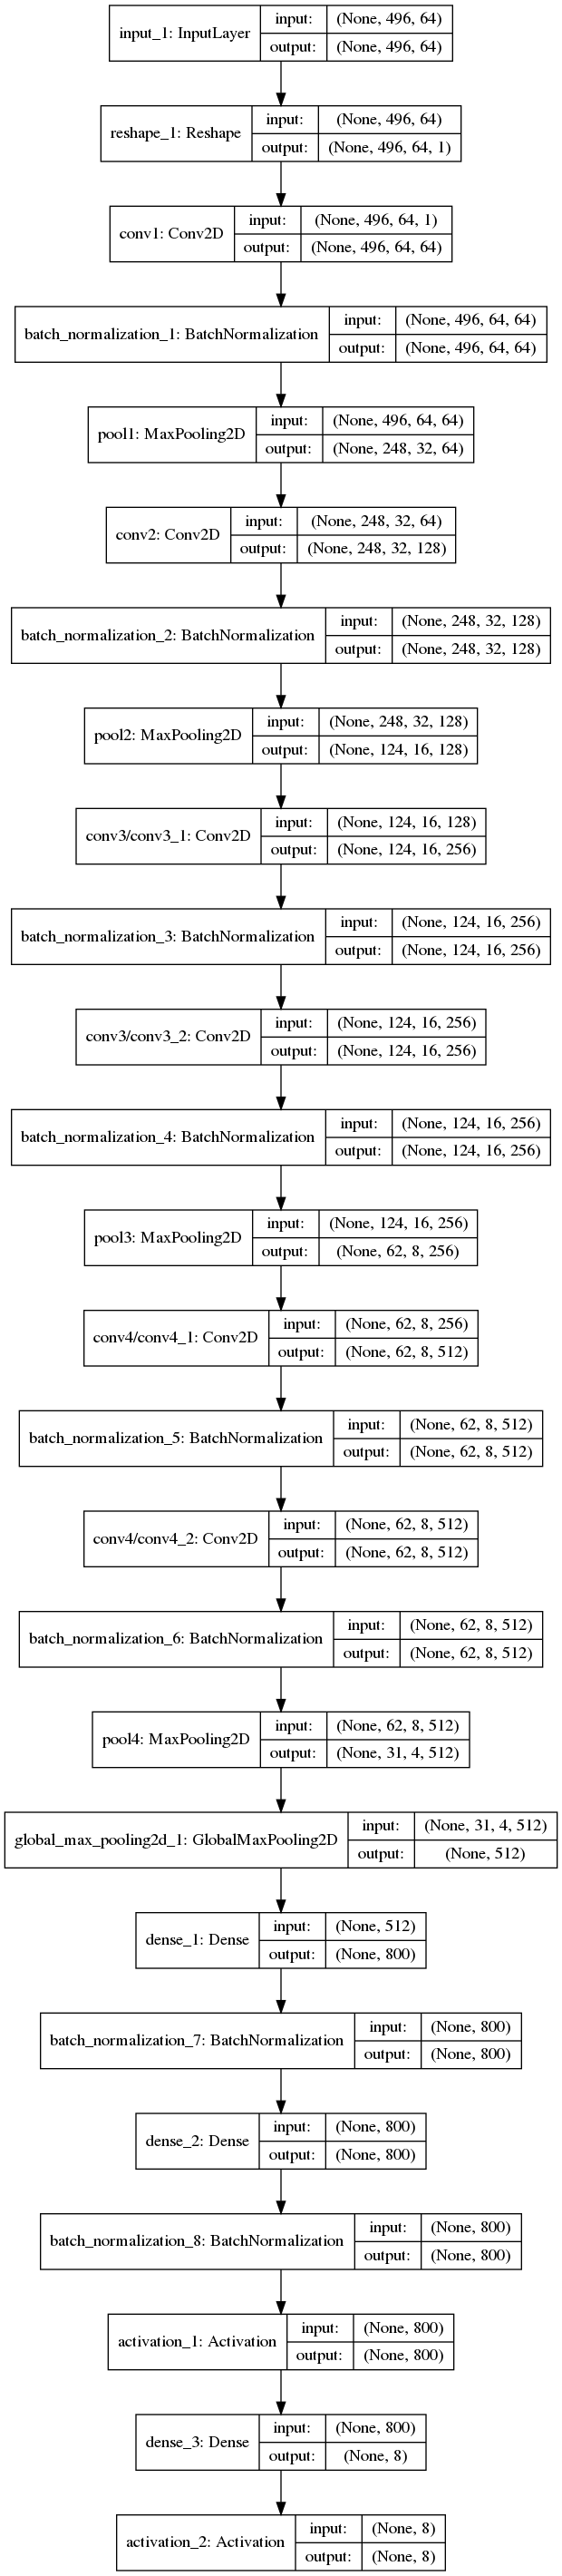 input_1: InputLayer
input: (None, 496, 64)
output: (None, 496, 64)
reshape_1: Reshape
input: (None, 496, 64)
output: (None, 496, 64, 1)
conv1: Conv2D
input: (None, 496, 64, 1)
output: (None, 496, 64, 64)
batch_normalization_1: BatchNormalization
input: (None, 496, 64, 64)
output: (None, 496, 64, 64)
pool1: MaxPooling2D
input: (None, 496, 64, 64)
output: (None, 248, 32, 64)
conv2: Conv2D
input: (None, 248, 32, 64)
output: (None, 248, 32, 128)
batch_normalization_2: BatchNormalization
input: (None, 248, 32, 128)
output: (None, 248, 32, 128)
pool2: MaxPooling2D
input: (None, 248, 32, 128)
output: (None, 124, 16, 128)
conv3/conv3_1: Conv2D
input: (None, 124, 16, 128)
output: (None, 124, 16, 256)
batch_normalization_3: BatchNormalization
input: (None, 124, 16, 256)
output: (None, 124, 16, 256)
conv3/conv3_2: Conv2D
input: (None, 124, 16, 256)
output: (None, 124, 16, 256)
batch_normalization_4: BatchNormalization
input: (None, 124, 16, 256)
output: (None, 124, 16, 256)
pool3: MaxPooling2D
input: (None, 124, 16, 256)
output: (None, 62, 8, 256)
conv4/conv4_1: Conv2D
input: (None, 62, 8, 256)
output: (None, 62, 8, 512)
batch_normalization_5: BatchNormalization
input: (None, 62, 8, 512)
output: (None, 62, 8, 512)
conv4/conv4_2: Conv2D
input: (None, 62, 8, 512)
output: (None, 62, 8, 512)
batch_normalization_6: BatchNormalization
input: (None, 62, 8, 512)
output: (None, 62, 8, 512)
pool4: MaxPooling2D
input: (None, 62, 8, 512)
output: (None, 31, 4, 512)
global_max_pooling2d_1: GlobalMaxPooling2D
input: (None, 31, 4, 512)
output: (None, 512)
dense_1: Dense
input: (None, 512)
output: (None, 800)
batch_normalization_7: BatchNormalization
input: (None, 800)
output: (None, 800)
dense_2: Dense
input: (None, 800)
output: (None, 800)
batch_normalization_8: BatchNormalization
input: (None, 800)
output: (None, 800)
activation_1: Activation
input: (None, 800)
output: (None, 800)
dense_3: Dense
input: (None, 800)
output: (None, 8)
activation_2: Activation
input: (None, 8)
output: (None, 8)